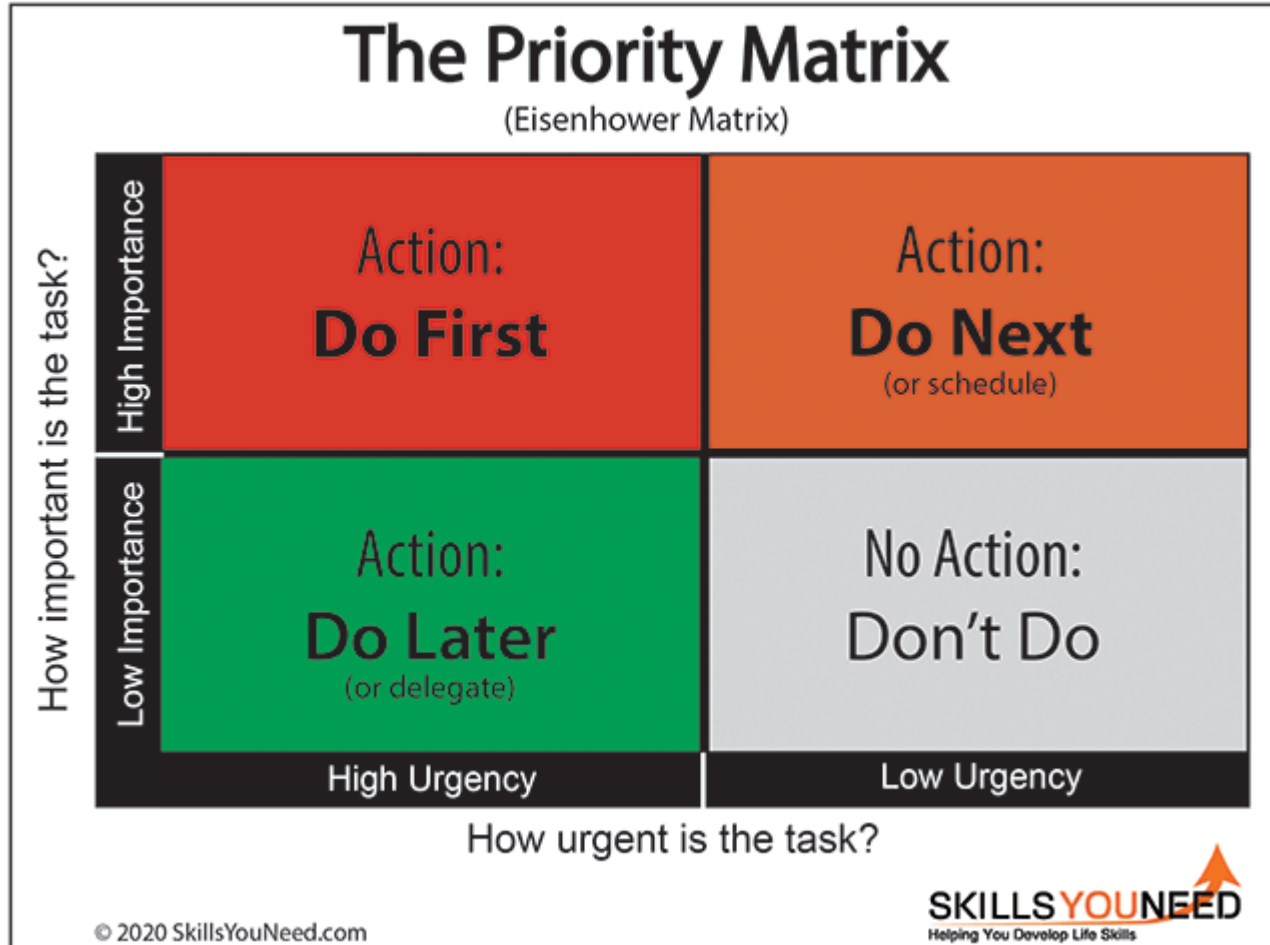 The Priority Matrix
(Eisenhower Matrix)
How important is the task?
High Importance
Action:
Do First
Action:
Do Next
(or schedule)
Low Importance
Action:
Do Later
(or delegate)
No Action:
Don't Do
High Urgency
Low Urgency
How urgent is the task?
© 2020 SkillsYouNeed.com
SKILLSYOUNEED
Helping You Develop Life Skills